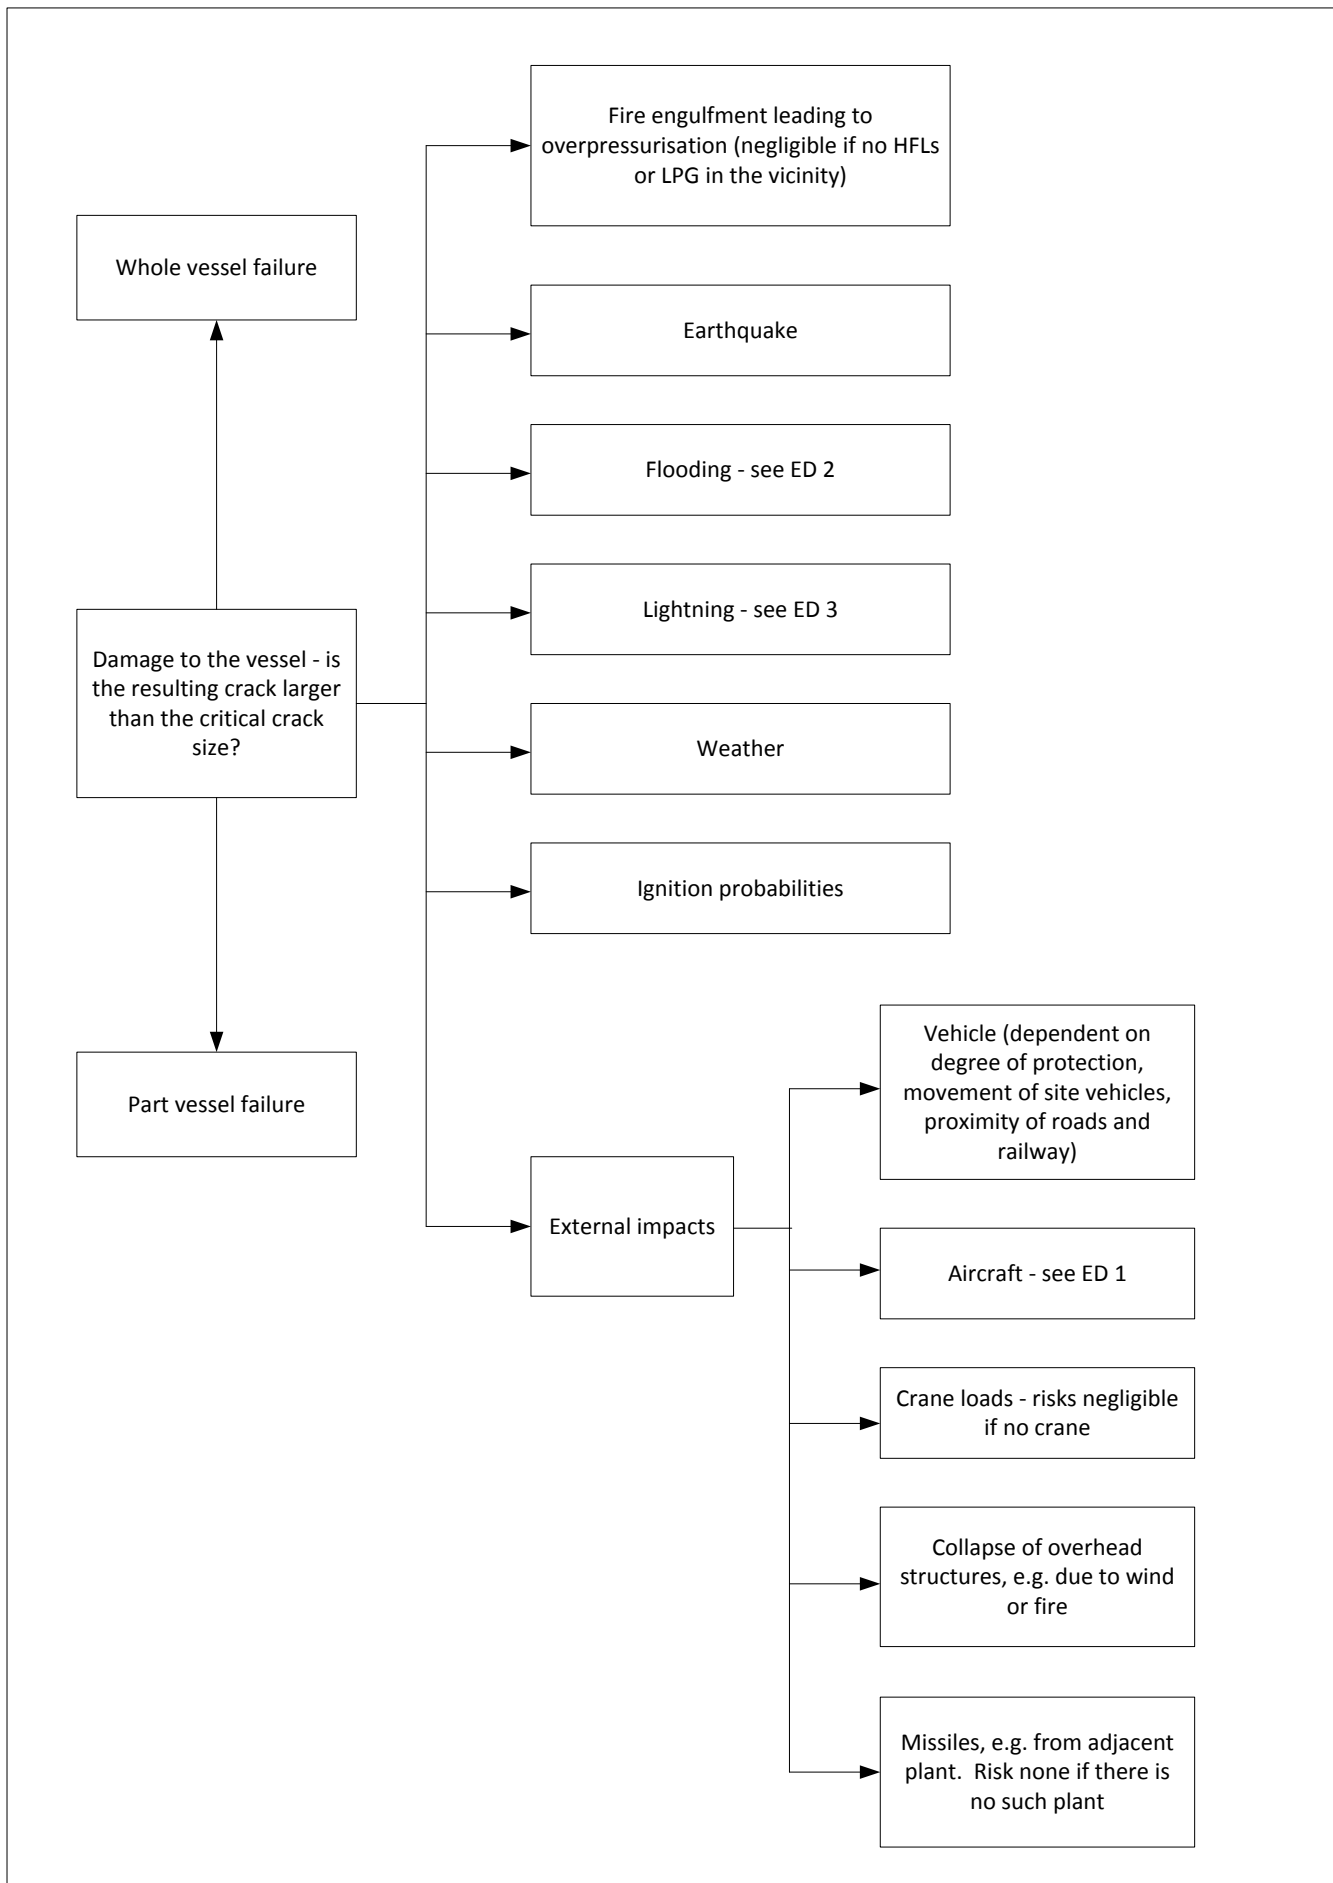 Fire engulfment leading to
overpressurisation (negligible if no HFLs
or LPG in the vicinity)
Whole vessel failure
Earthquake
Flooding - see ED 2
Lightning - see ED 3
Damage to the vessel - is
the resulting crack larger
than the critical crack
size?
Weather
Ignition probabilities
Part vessel failure
External impacts
Vehicle (dependent on
degree of protection,
movement of site vehicles,
proximity of roads and
railway)
Aircraft - see ED 1
Crane loads - risks negligible
if no crane
Collapse of overhead
structures, e.g. due to wind
or fire
Missiles, e.g. from adjacent
plant.  Risk none if there is
no such plant